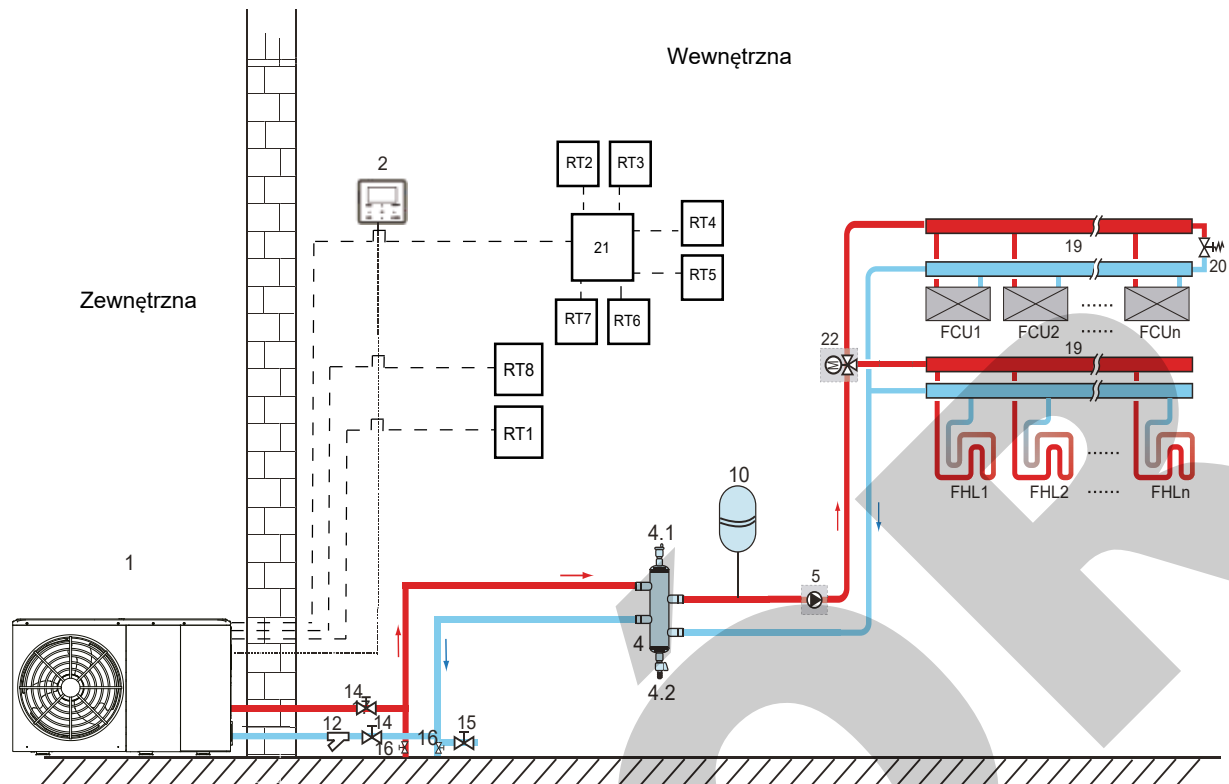 Wewnętrzna
Zewnętrzna
2
RT2
RT3
RT4
21
RT5
RT7
RT6
RT8
RT1
19
20
FCU1
FCU2
......
......
FCUn
22
M
19
FHL1
FHL2
......
......
FHLn
10
4.1
5
4
4.2
1
14
12
14
16
16
15